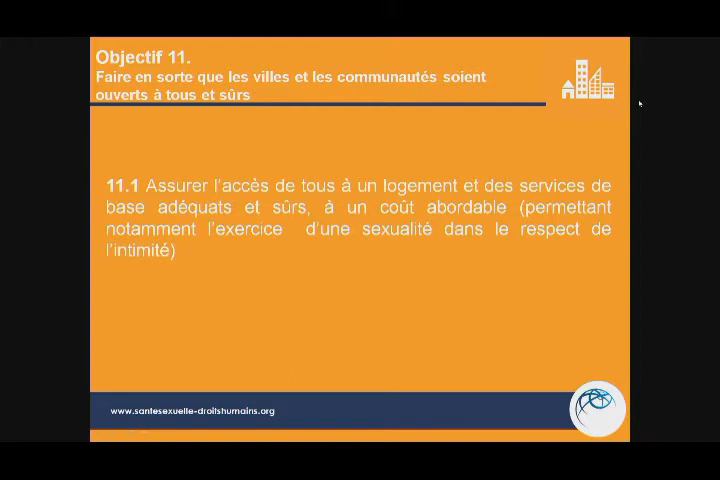 Objectif 11.
Faire en sorte que les villes et les communautés soient
ouverts à tous et sûrs
11.1 Assurer l'accès de tous à un logement et des services de
base adéquats et sûrs, à un coût abordable (permettant
notamment l'exercice d'une sexualité dans le respect de
l'intimité)
www.santesexuelle-droitshumains.org